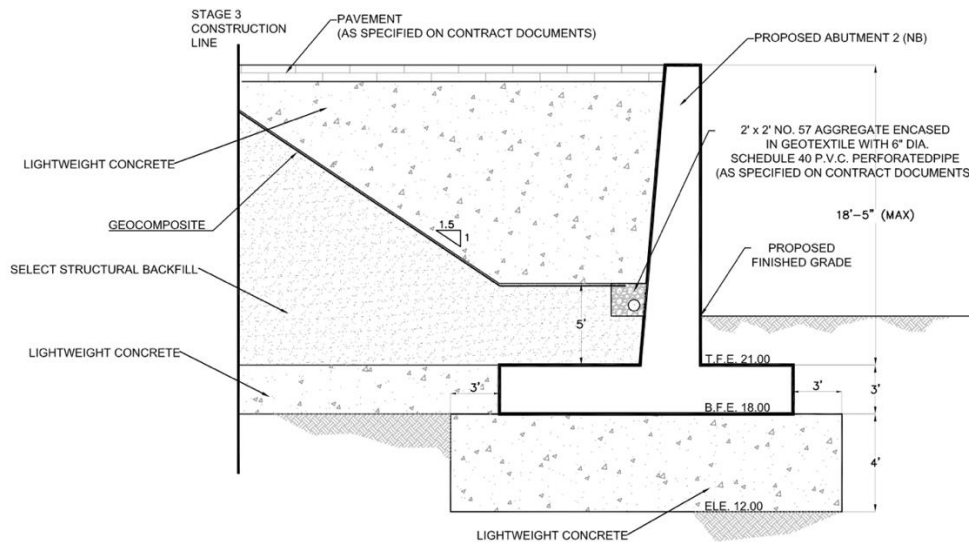 STAGE 3
CONSTRUCTION
LINE
PAVEMENT
(AS SPECIFIED ON CONTRACT DOCUMENTS)
PROPOSED ABUTMENT 2 (NB)
2' x 2' NO. 57 AGGREGATE ENCASED
IN GEOTEXTILE WITH 6" DIA.
SCHEDULE 40 P.V.C. PERFORATEDPIPE
(AS SPECIFIED ON CONTRACT DOCUMENTS
LIGHTWEIGHT CONCRETE
18'-5" (MAX)
GEOCOMPOSITE
1.5
1
PROPOSED
FINISHED GRADE
SELECT STRUCTURAL BACKFILL
5'
LIGHTWEIGHT CONCRETE
T.F.E. 21.00
3'
3'
3'
B.F.E. 18.00
4'
ELE. 12.00
LIGHTWEIGHT CONCRETE